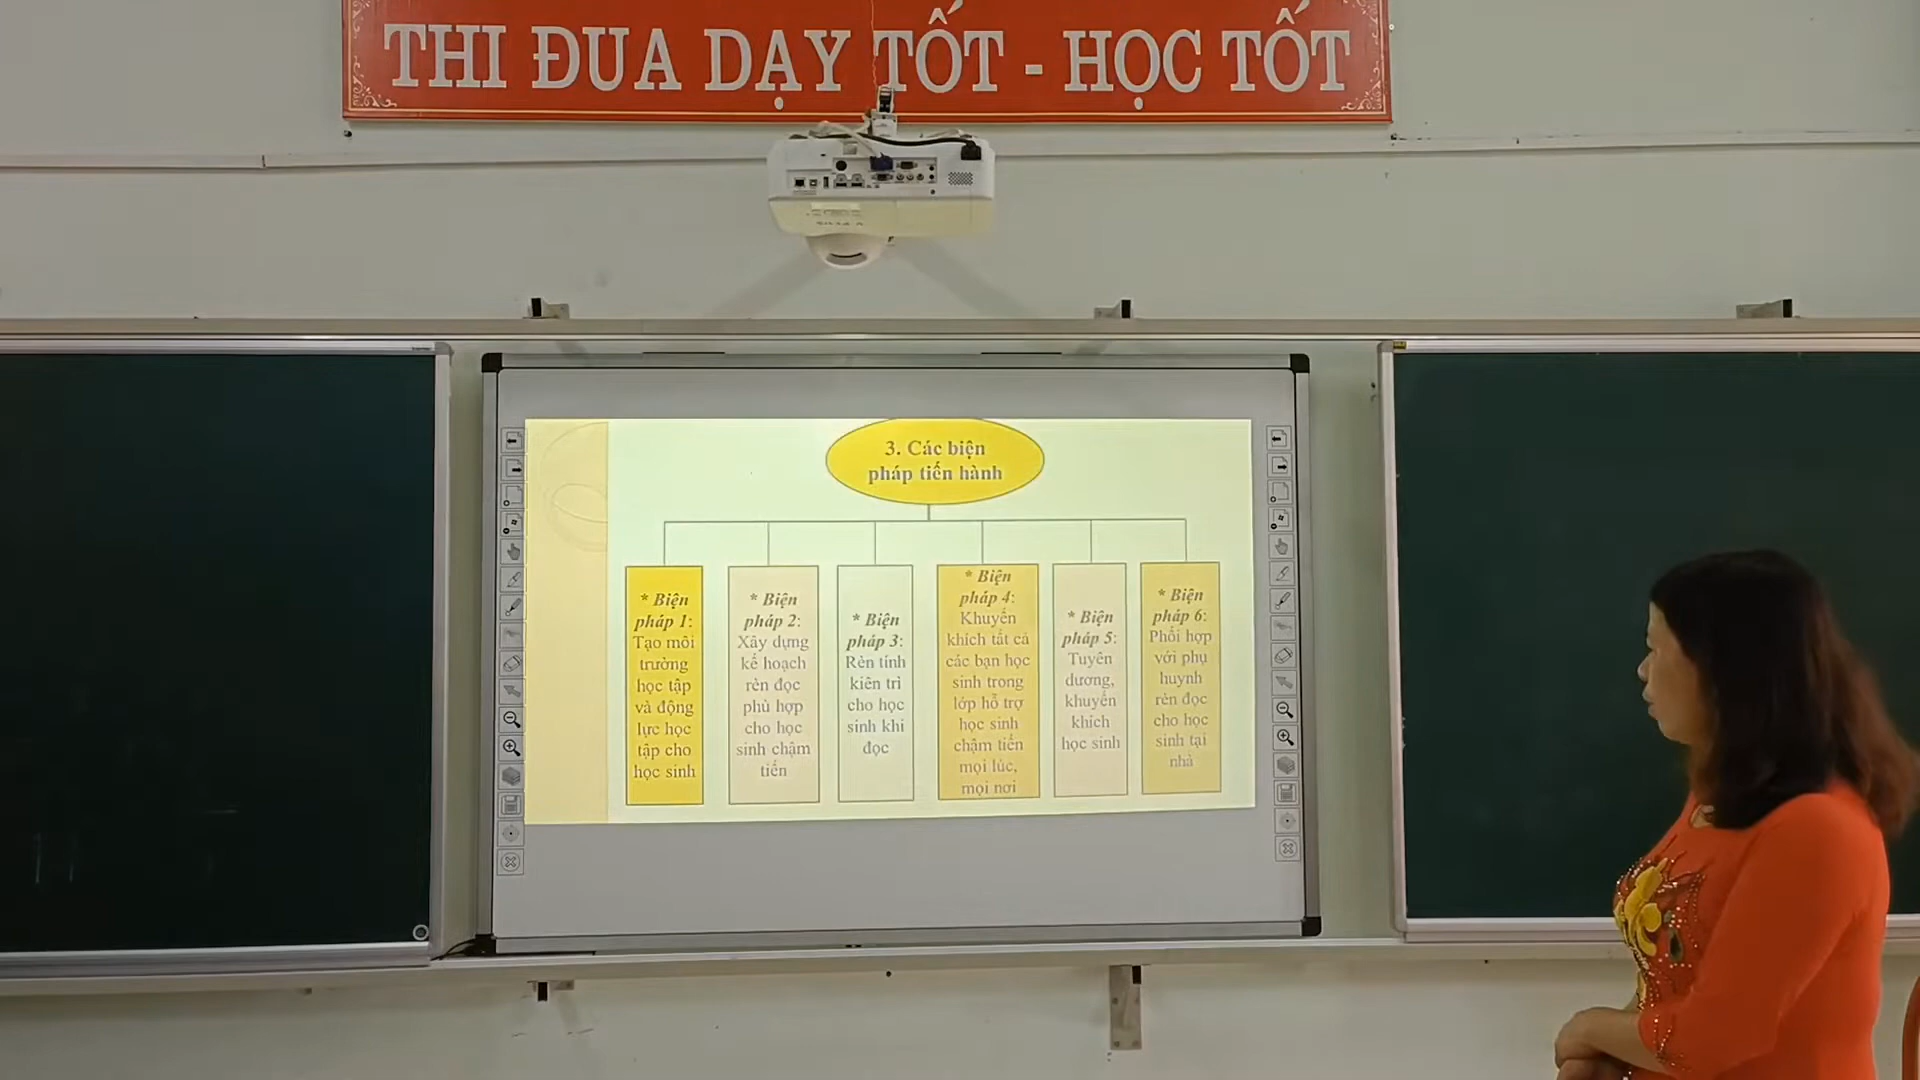 THI ĐUA DẠY TỐT - HỌC TỐT
3. Các biện
pháp tiến hành
* Biện
pháp 1:
Tạo môi
trường
học tập
và động
lực học
tập cho
học sinh
* Biện
pháp 2:
Xây dựng
kế hoạch
rèn đọc
phù hợp
cho học
sinh chậm
tiến
* Biện
pháp 3:
Rèn tính
kiên trì
cho học
sinh khi
đọc
* Biện
pháp 4:
Khuyến
khích tất cả
các bạn học
sinh trong
lớp hỗ trợ
học sinh
chậm tiến
mọi lúc,
mọi nơi
* Biện
pháp 5:
Tuyên
dương,
khuyến
khích
học sinh
* Biện
pháp 6:
Phối hợp
với phụ
huynh
rèn đọc
cho học
sinh tại
nhà